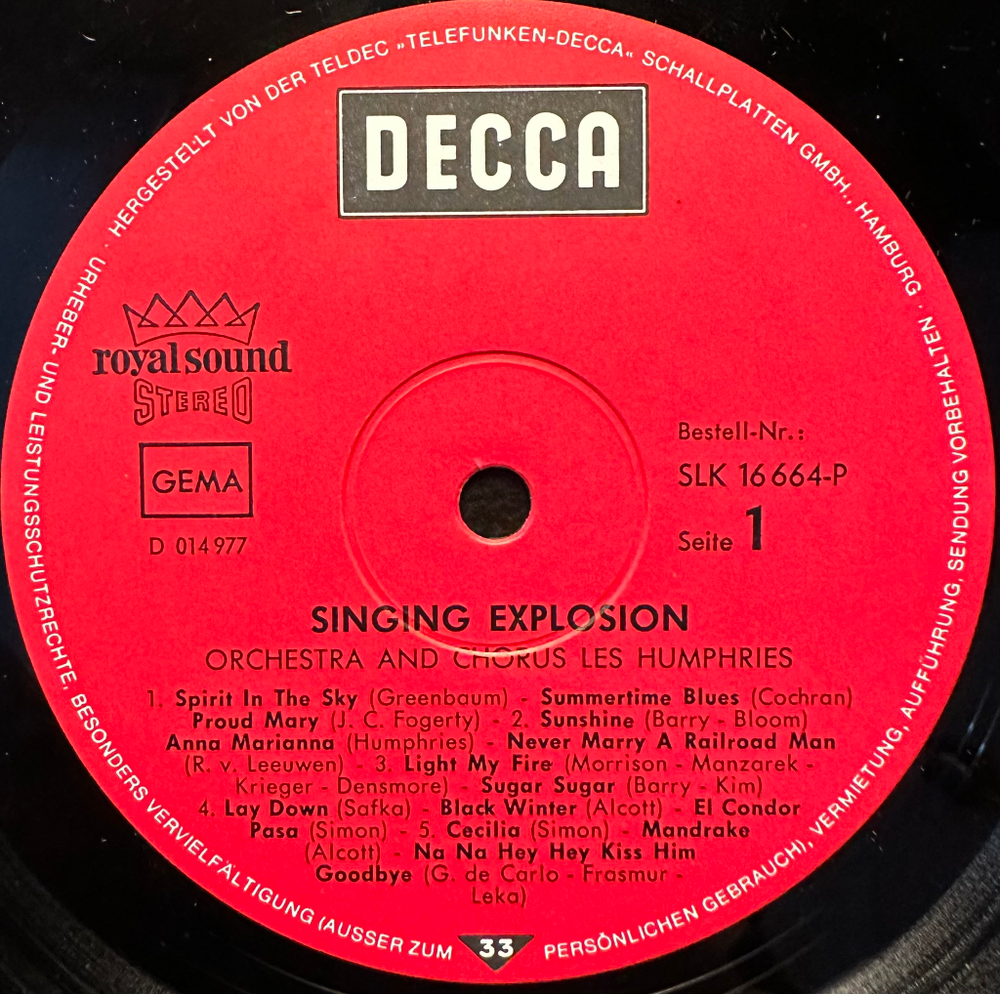 HERGESTELLT VON DER TELDEC »TELEFUNKEN-DECCA« SCHALLPLATTEN GMBH., HAMBURG ·
URHEBER- UND LEISTUNGSSCHUTZRECHTE, BESONDERS VERVIELFÄLTIGUNG (AUSSER ZUM PERSÖNLICHEN GEBRAUCH), VERMIETUNG, AUFFÜHRUNG, SENDUNG VORBEHALTEN ·
DECCA
royal sound
STEREO
GEMA
D 014 977
Bestell-Nr.:
SLK 16 664-P
Seite 1
SINGING EXPLOSION
ORCHESTRA AND CHORUS LES HUMPHRIES
1. Spirit In The Sky (Greenbaum) - Summertime Blues (Cochran)
Proud Mary (J. C. Fogerty) - 2. Sunshine (Barry - Bloom)
Anna Marianna (Humphries) - Never Marry A Railroad Man
(R. v. Leeuwen) - 3. Light My Fire (Morrison - Manzarek -
Krieger - Densmore) - Sugar Sugar (Barry - Kim)
4. Lay Down (Safka) - Black Winter (Alcott) - El Condor
Pasa (Simon) - 5. Cecilia (Simon) - Mandrake
(Alcott) - Na Na Hey Hey Kiss Him
Goodbye (G. de Carlo - Frasmur -
Leka)
33